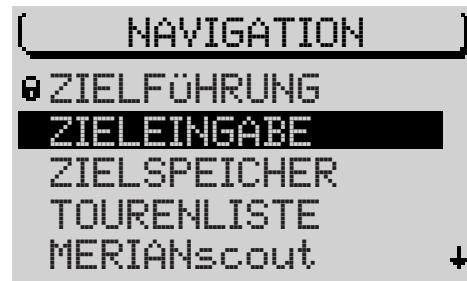 NAVIGATION
ZIELFÜHRUNG
ZIELEINGABE
ZIELSPEICHER
TOURENLISTE
MERIANscout